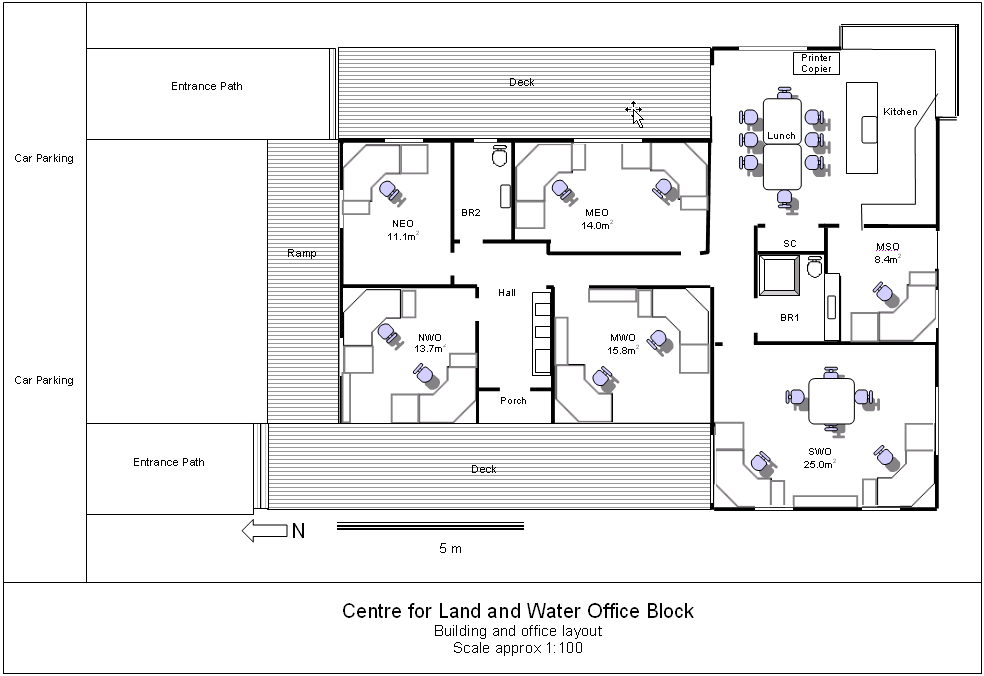 Entrance Path
Deck
Printer
Copier
Kitchen
Lunch
Car Parking
NEO
11.1m²
BR2
MEO
14.0m²
SC
MSO
8.4m²
Ramp
Hall
BR1
NWO
13.7m²
MWO
15.8m²
Car Parking
Porch
SWO
25.0m²
Entrance Path
Deck
N
5 m
Centre for Land and Water Office Block
Building and office layout
Scale approx 1:100